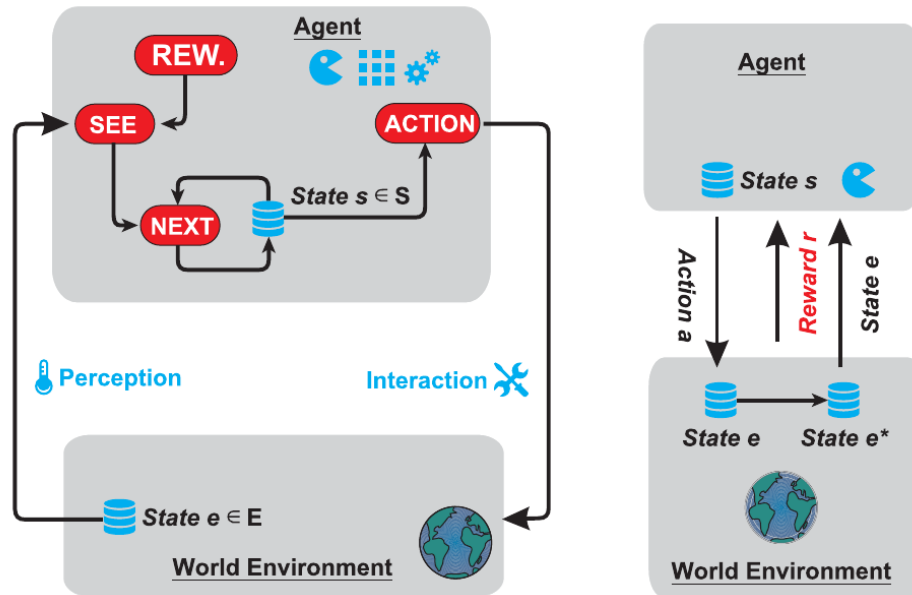 Agent
REW.
SEE
ACTION
State s ∈ S
NEXT
Perception
Interaction
State e ∈ E
World Environment
Agent
State s
Action a
Reward r
State e
State e
State e*
World Environment